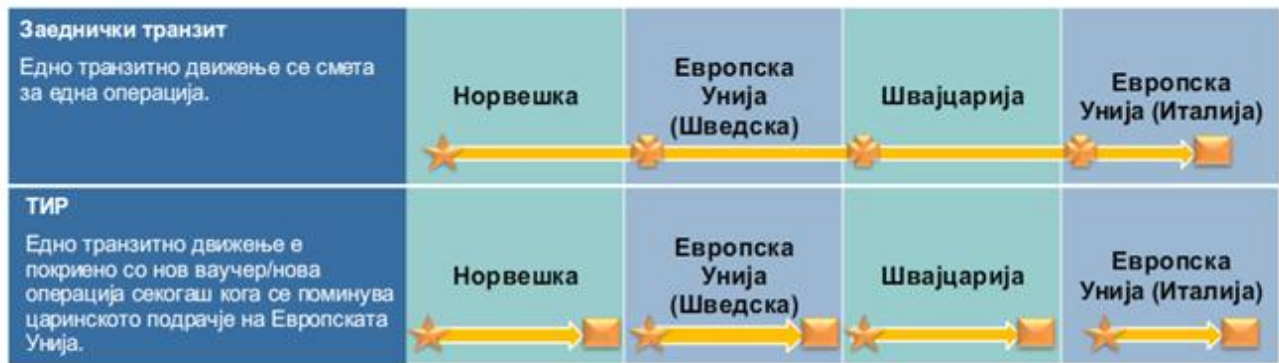 Заеднички транзит
Едно транзитно движење се смета
за една операција.
Норвешка
Европска
Унија
(Шведска)
Швајцарија
Европска
Унија (Италија)
ТИР
Едно транзитно движење е
покриено со нов ваучер/нова
операција секогаш кога се поминува
царинското подрачје на Европската
Унија.
Норвешка
Европска
Унија
(Шведска)
Швајцарија
Европска
Унија (Италија)